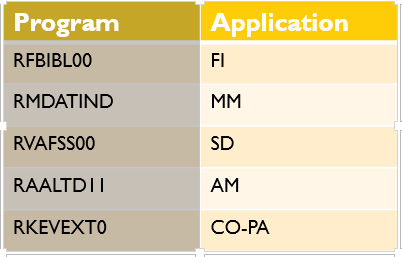 Program Application
RFBIBL00 FI
RMDATIND MM
RVAFSS00 SD
RAALTD11 AM
RKEVEXT0 CO-PA